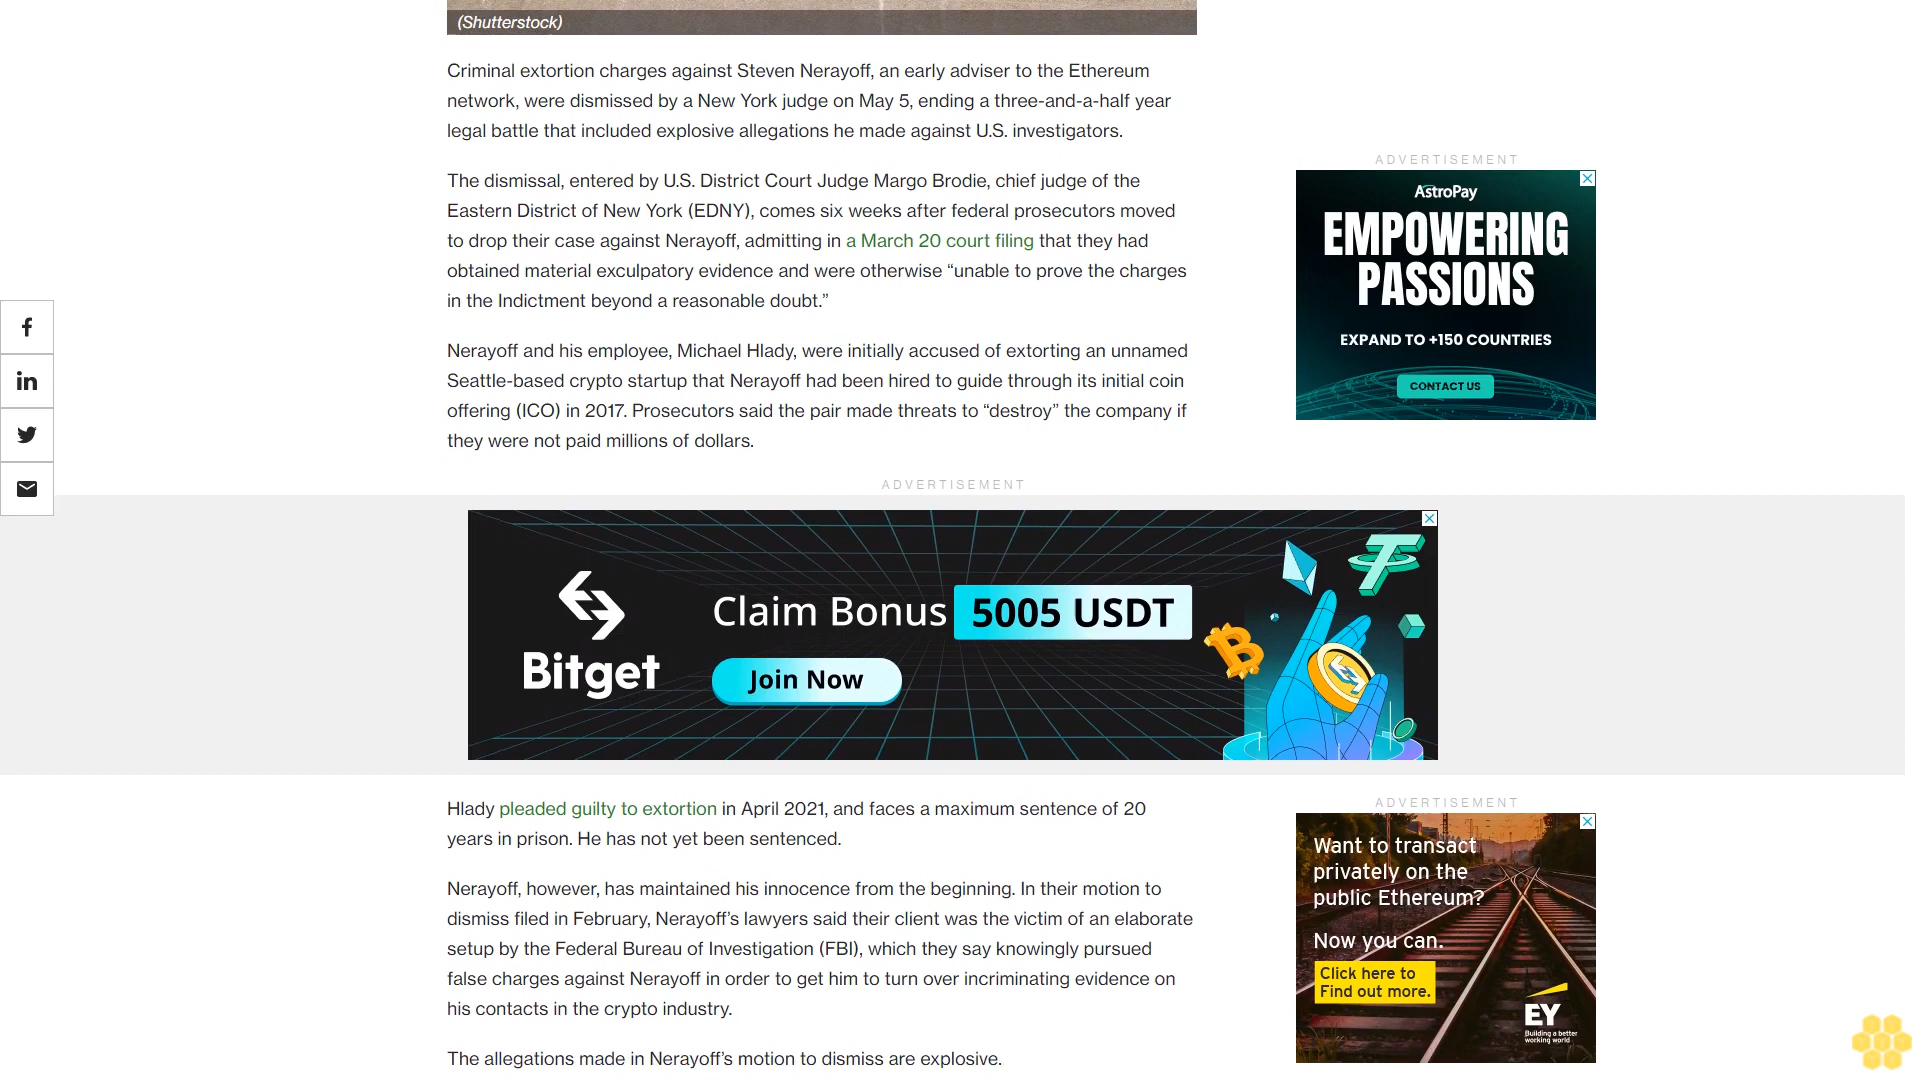 (Shutterstock)
Criminal extortion charges against Steven Nerayoff, an early adviser to the Ethereum
network, were dismissed by a New York judge on May 5, ending a three-and-a-half year
legal battle that included explosive allegations he made against U.S. investigators.
The dismissal, entered by U.S. District Court Judge Margo Brodie, chief judge of the
Eastern District of New York (EDNY), comes six weeks after federal prosecutors moved
to drop their case against Nerayoff, admitting in a March 20 court filing that they had
obtained material exculpatory evidence and were otherwise “unable to prove the charges
in the Indictment beyond a reasonable doubt.”
Nerayoff and his employee, Michael Hlady, were initially accused of extorting an unnamed
Seattle-based crypto startup that Nerayoff had been hired to guide through its initial coin
offering (ICO) in 2017. Prosecutors said the pair made threats to “destroy” the company if
they were not paid millions of dollars.
ADVERTISEMENT
AstroPay
EMPOWERING
PASSIONS
EXPAND TO +150 COUNTRIES
CONTACT US
ADVERTISEMENT
Bitget
Claim Bonus 5005 USDT
Join Now
Hlady pleaded guilty to extortion in April 2021, and faces a maximum sentence of 20
years in prison. He has not yet been sentenced.
Nerayoff, however, has maintained his innocence from the beginning. In their motion to
dismiss filed in February, Nerayoff’s lawyers said their client was the victim of an elaborate
setup by the Federal Bureau of Investigation (FBI), which they say knowingly pursued
false charges against Nerayoff in order to get him to turn over incriminating evidence on
his contacts in the crypto industry.
The allegations made in Nerayoff’s motion to dismiss are explosive.
ADVERTISEMENT
Want to transact
privately on the
public Ethereum?
Now you can.
Click here to
Find out more.
EY
Building a better
working world